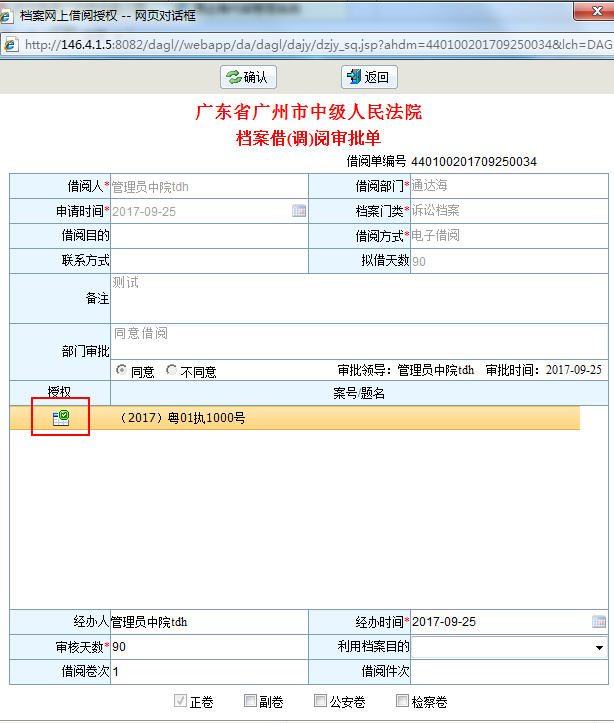 档案网上借阅授权 -- 网页对话框
http://146.4.1.5:8082/dagl//webapp/da/dagl/dajy/dzjy_sq.jsp?ahdm=440100201709250034&lch=DAG
确认 返回
广东省广州市中级人民法院
档案借(调)阅审批单
借阅单编号 440100201709250034
借阅人* 管理员中院tdh 借阅部门* 通达海
申请时间* 2017-09-25 档案门类* 诉讼档案
借阅目的 借阅方式* 电子借阅
联系方式 拟借天数 90
备注 测试
部门审批 同意借阅
同意 不同意 审批领导：管理员中院tdh 审批时间：2017-09-25
授权 案号/题名
（2017）粤01执1000号
经办人 管理员中院tdh 经办时间* 2017-09-25
审核天数* 90 利用档案目的
借阅卷次 1 借阅件次
正卷 副卷 公安卷 检察卷